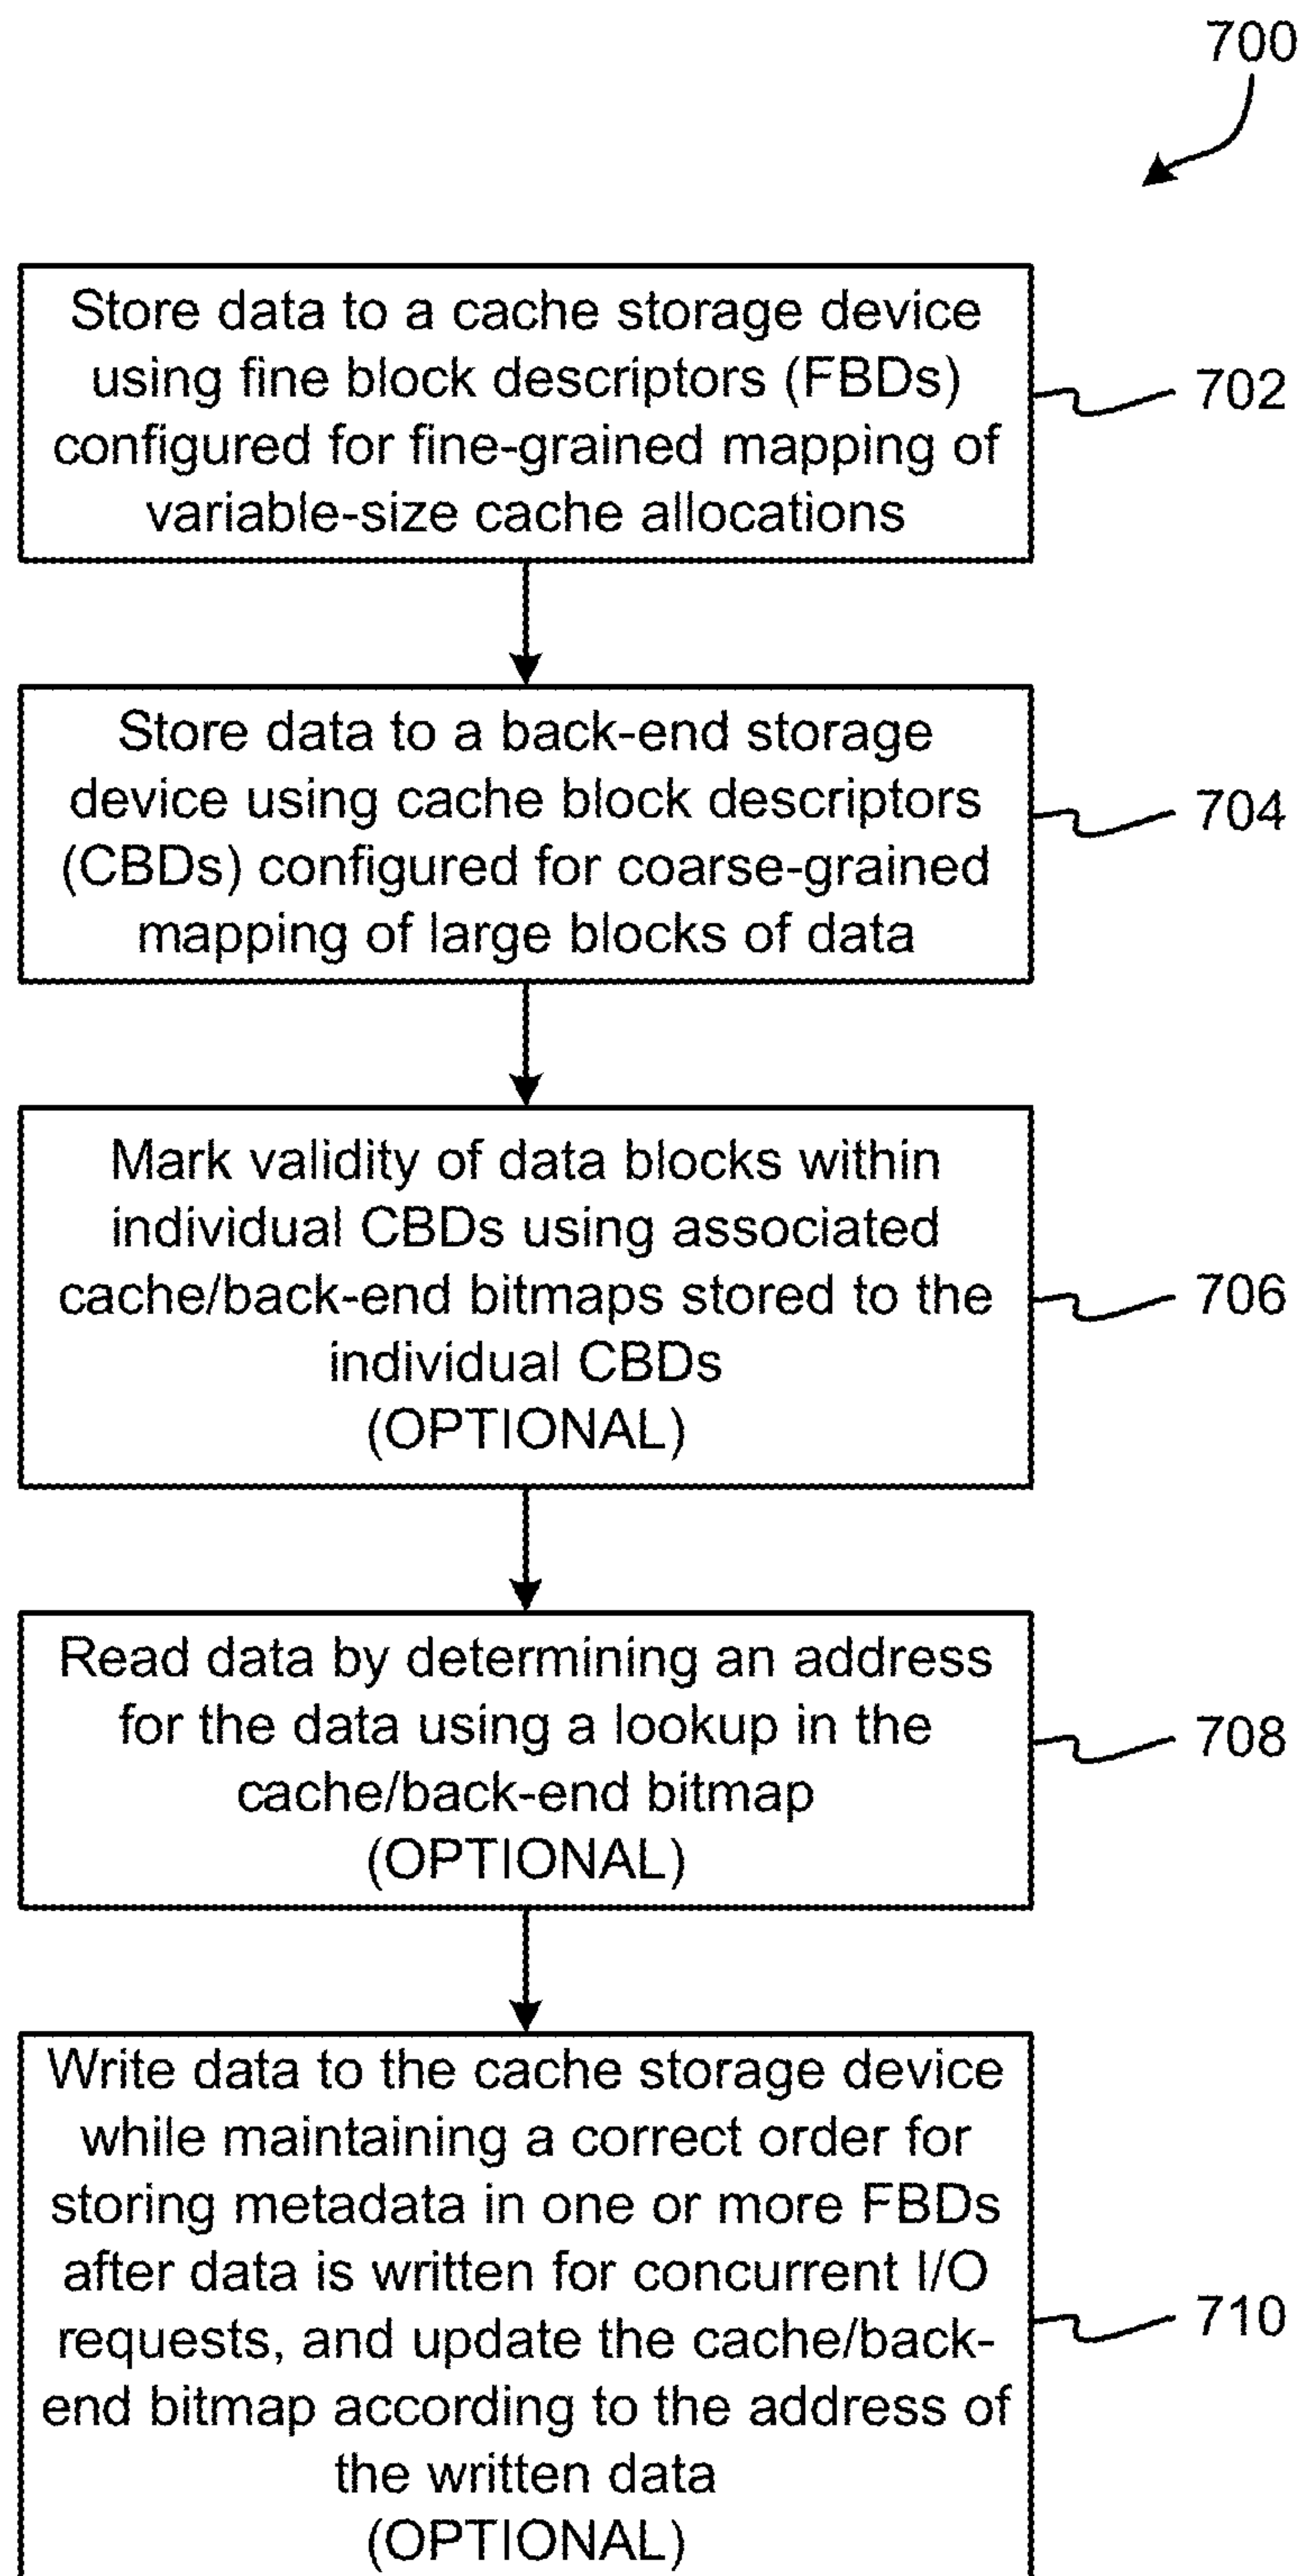 700
Store data to a cache storage device
using fine block descriptors (FBDs)
configured for fine-grained mapping of
variable-size cache allocations
702
Store data to a back-end storage
device using cache block descriptors
(CBDs) configured for coarse-grained
mapping of large blocks of data
704
Mark validity of data blocks within
individual CBDs using associated
cache/back-end bitmaps stored to the
individual CBDs
(OPTIONAL)
706
Read data by determining an address
for the data using a lookup in the
cache/back-end bitmap
(OPTIONAL)
708
Write data to the cache storage device
while maintaining a correct order for
storing metadata in one or more FBDs
after data is written for concurrent I/O
requests, and update the cache/back-
end bitmap according to the address of
the written data
(OPTIONAL)
710